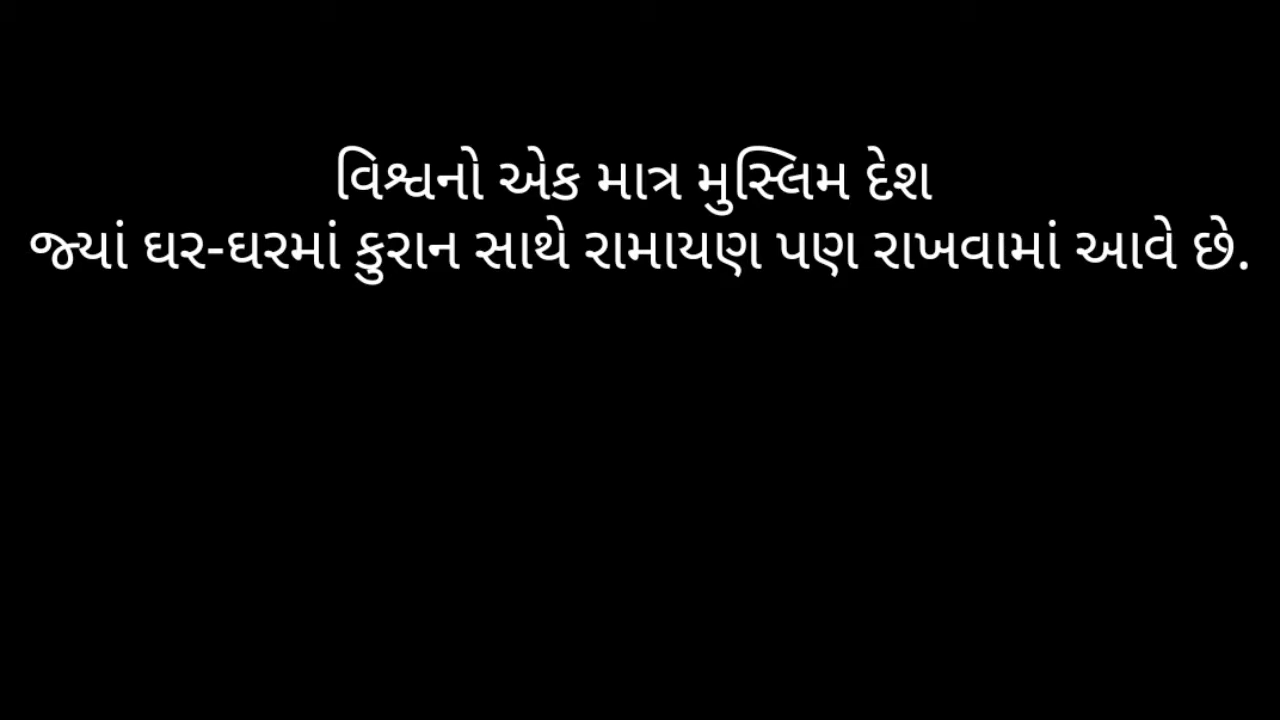 વિશ્વનો એક માત્ર મુસ્લિમ દેશ
જ્યાં ઘર-ઘરમાં કુરાન સાથે રામાયણ પણ રાખવામાં આવે છે.